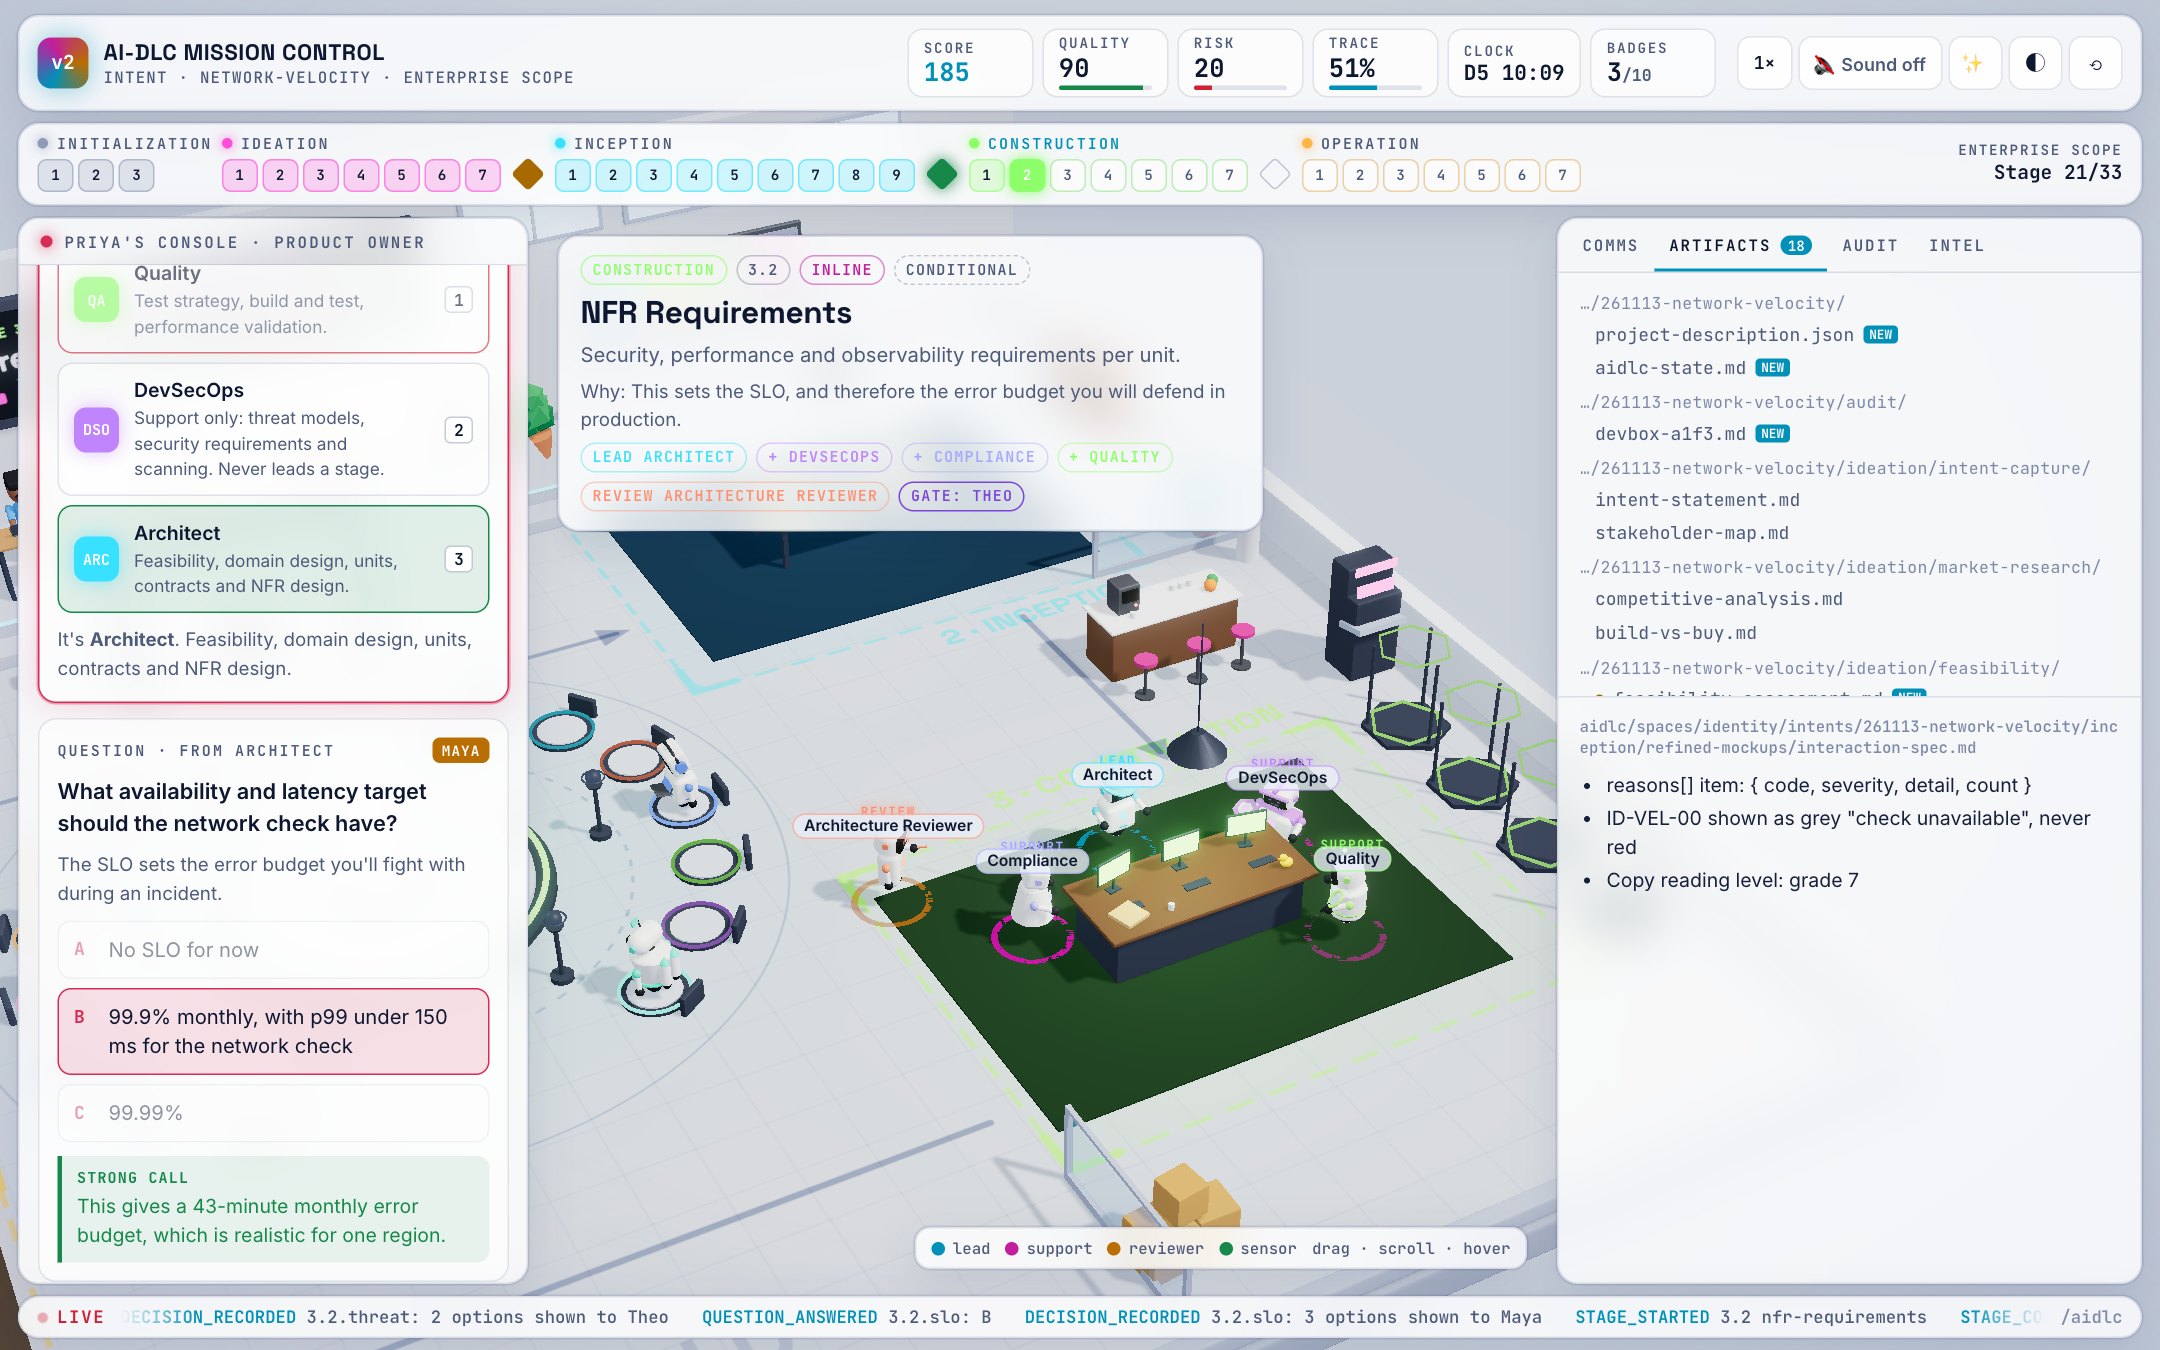 v2
AI-DLC MISSION CONTROL
INTENT · NETWORK-VELOCITY · ENTERPRISE SCOPE
SCORE
185
QUALITY
90
RISK
20
TRACE
51%
CLOCK
D5 10:09
BADGES
3/10
1×
Sound off
INITIALIZATION
1 2 3
IDEATION
1 2 3 4 5 6 7
INCEPTION
1 2 3 4 5 6 7 8 9
CONSTRUCTION
1 2 3 4 5 6 7
OPERATION
1 2 3 4 5 6 7
ENTERPRISE SCOPE
Stage 21/33
PRIYA'S CONSOLE · PRODUCT OWNER
QA
Quality
Test strategy, build and test,
performance validation.
1
DSO
DevSecOps
Support only: threat models,
security requirements and
scanning. Never leads a stage.
2
ARC
Architect
Feasibility, domain design, units,
contracts and NFR design.
3
It's Architect. Feasibility, domain design, units,
contracts and NFR design.
QUESTION · FROM ARCHITECT
MAYA
What availability and latency target
should the network check have?
The SLO sets the error budget you'll fight with
during an incident.
A No SLO for now
B 99.9% monthly, with p99 under 150
ms for the network check
C 99.99%
STRONG CALL
This gives a 43-minute monthly error
budget, which is realistic for one region.
CONSTRUCTION 3.2 INLINE CONDITIONAL
NFR Requirements
Security, performance and observability requirements per unit.
Why: This sets the SLO, and therefore the error budget you will defend in
production.
LEAD ARCHITECT + DEVSECOPS + COMPLIANCE + QUALITY
REVIEW ARCHITECTURE REVIEWER GATE: THEO
LEAD
Architect
SUPPORT
DevSecOps
REVIEW
Architecture Reviewer
SUPPORT
Compliance
SUPPORT
Quality
lead support reviewer sensor drag · scroll · hover
COMMS ARTIFACTS 18 AUDIT INTEL
…/261113-network-velocity/
project-description.json NEW
aidlc-state.md NEW
…/261113-network-velocity/audit/
devbox-a1f3.md NEW
…/261113-network-velocity/ideation/intent-capture/
intent-statement.md
stakeholder-map.md
…/261113-network-velocity/ideation/market-research/
competitive-analysis.md
build-vs-buy.md
…/261113-network-velocity/ideation/feasibility/
feasibility-assessment.md NEW
aidlc/spaces/identity/intents/261113-network-velocity/inc
eption/refined-mockups/interaction-spec.md
• reasons[] item: { code, severity, detail, count }
• ID-VEL-00 shown as grey "check unavailable", never
red
• Copy reading level: grade 7
LIVE DECISION_RECORDED 3.2.threat: 2 options shown to Theo QUESTION_ANSWERED 3.2.slo: B DECISION_RECORDED 3.2.slo: 3 options shown to Maya STAGE_STARTED 3.2 nfr-requirements STAGE_CO /aidlc